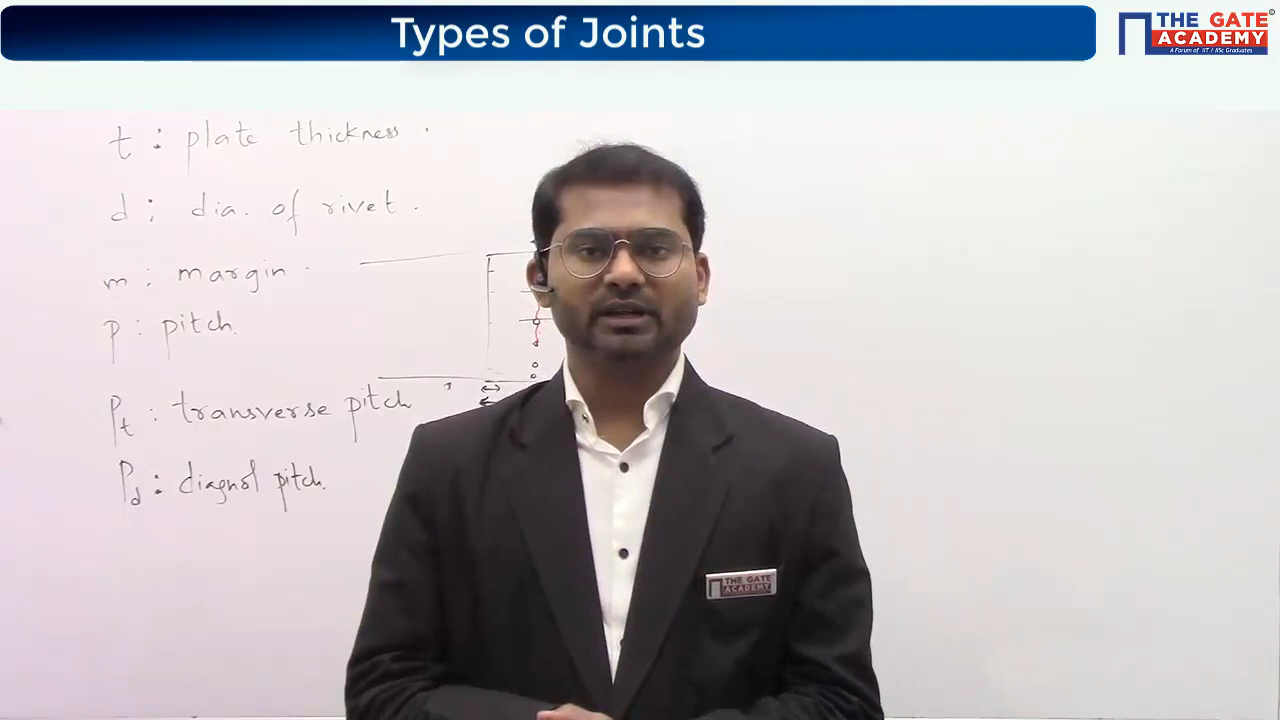 Types of Joints
THE GATE
ACADEMY
A Forum of IIT / IISc Graduates
©
t : plate thickness .
d : dia. of rivet .
m : margin .
p : pitch.
Pt : transverse pitch
Pd : diagnol pitch.
THE GATE
ACADEMY